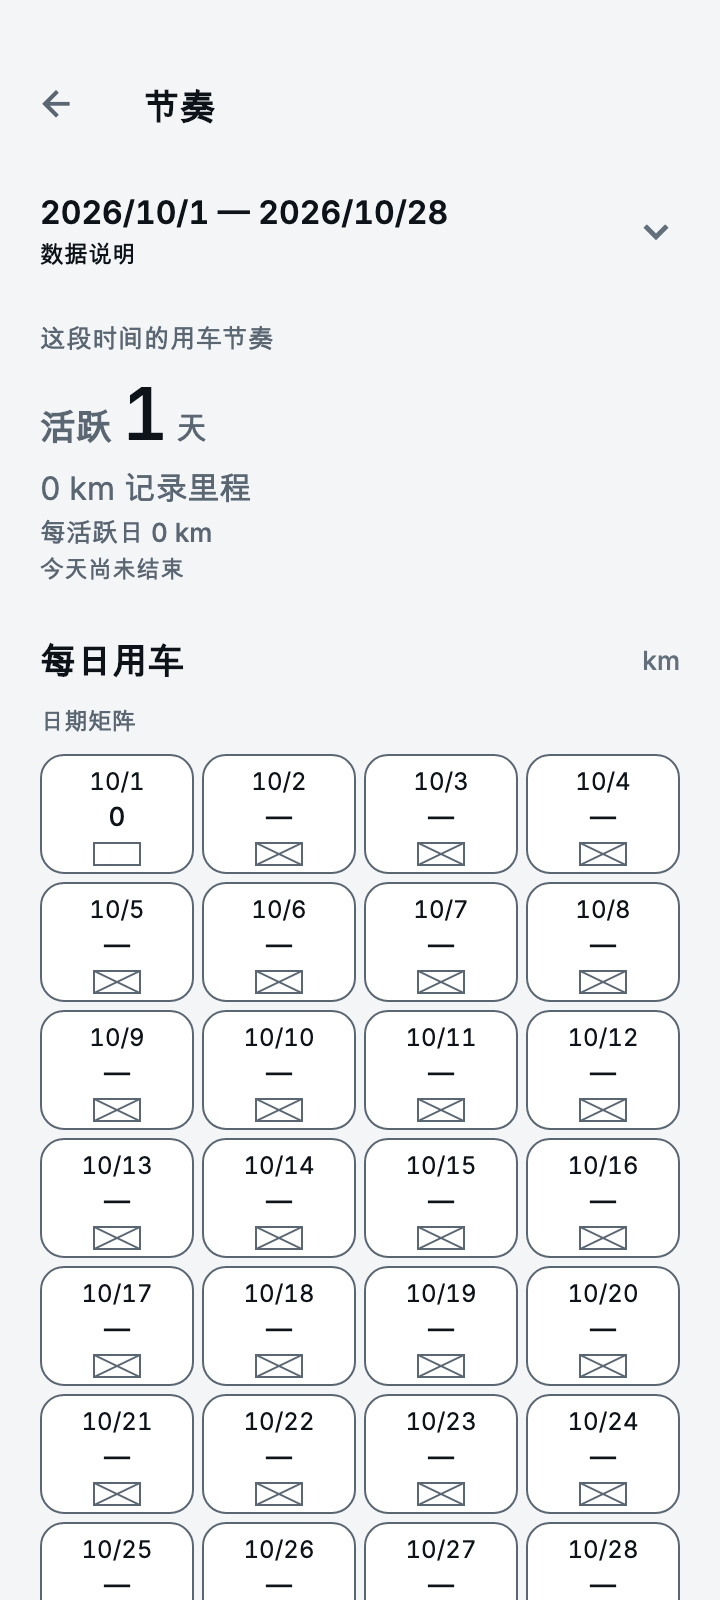 节奏
2026/10/1 — 2026/10/28
数据说明
这段时间的用车节奏
活跃 1 天
0 km 记录里程
每活跃日 0 km
今天尚未结束
每日用车 km
日期矩阵
10/1 10/2 10/3 10/4
0 — — —
10/5 10/6 10/7 10/8
— — — —
10/9 10/10 10/11 10/12
— — — —
10/13 10/14 10/15 10/16
— — — —
10/17 10/18 10/19 10/20
— — — —
10/21 10/22 10/23 10/24
— — — —
10/25 10/26 10/27 10/28
— — — —